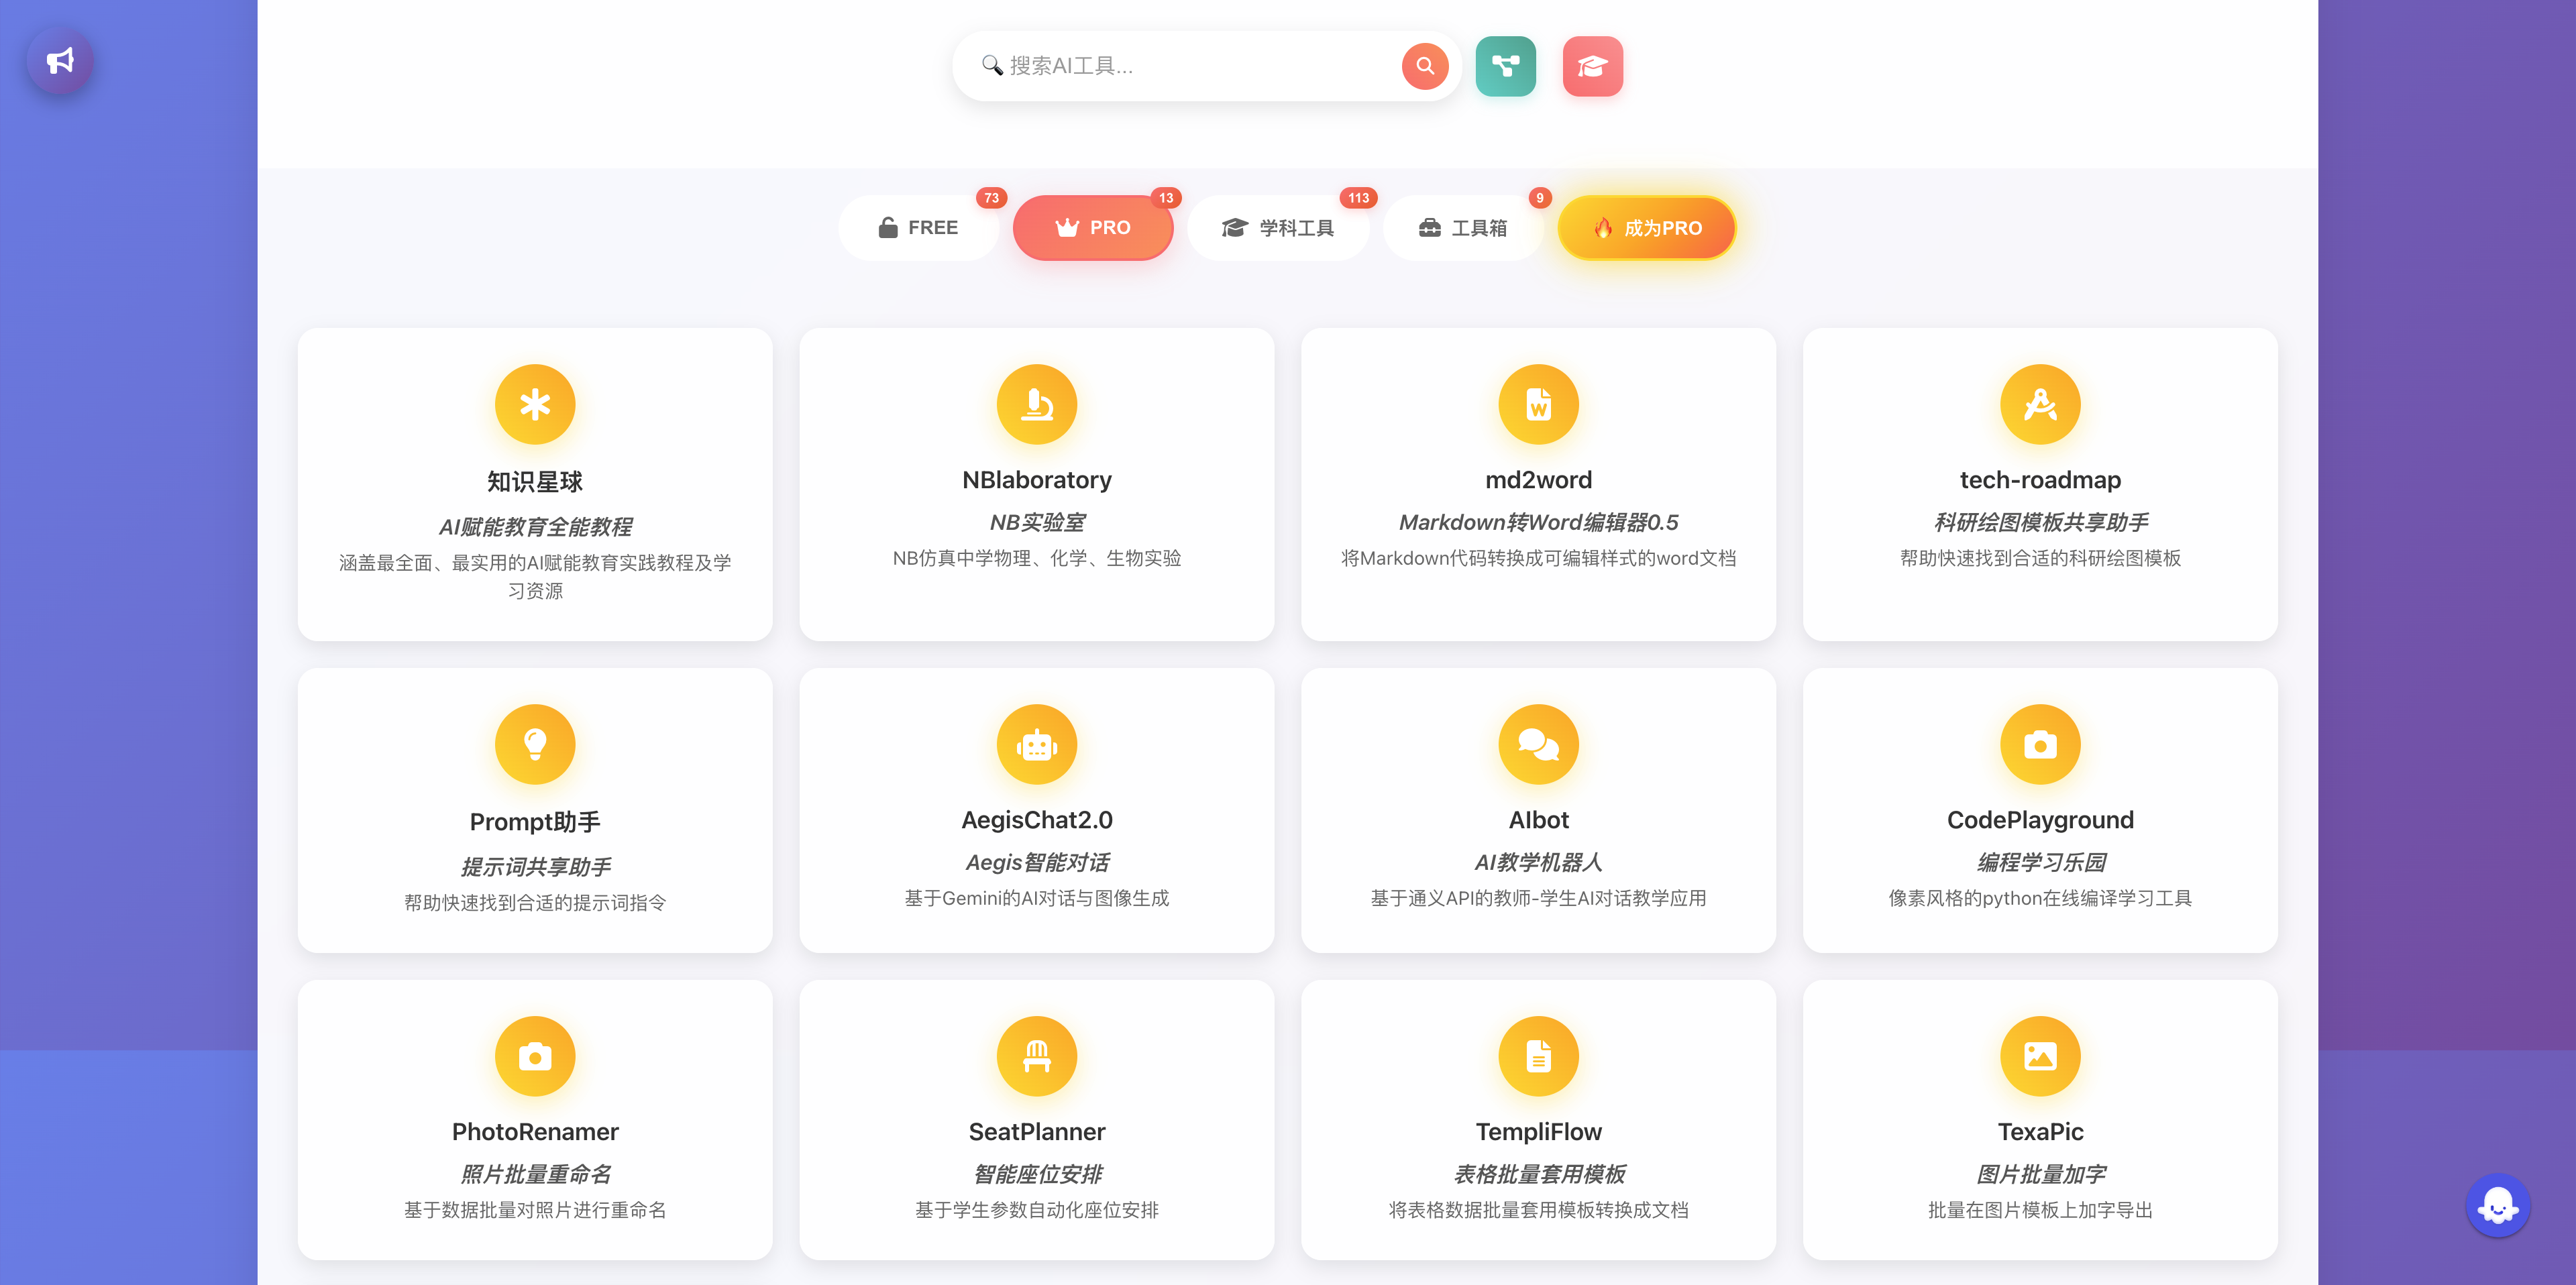 🔍 搜索AI工具...
73
13
113
9
FREE
PRO
学科工具
工具箱
🔥 成为PRO
知识星球
AI赋能教育全能教程
涵盖最全面、最实用的AI赋能教育实践教程及学
习资源
NBlaboratory
NB实验室
NB仿真中学物理、化学、生物实验
W
md2word
Markdown转Word编辑器0.5
将Markdown代码转换成可编辑样式的word文档
tech-roadmap
科研绘图模板共享助手
帮助快速找到合适的科研绘图模板
Prompt助手
提示词共享助手
帮助快速找到合适的提示词指令
AegisChat2.0
Aegis智能对话
基于Gemini的AI对话与图像生成
AIbot
AI教学机器人
基于通义API的教师-学生AI对话教学应用
CodePlayground
编程学习乐园
像素风格的python在线编译学习工具
PhotoRenamer
照片批量重命名
基于数据批量对照片进行重命名
SeatPlanner
智能座位安排
基于学生参数自动化座位安排
TempliFlow
表格批量套用模板
将表格数据批量套用模板转换成文档
TexaPic
图片批量加字
批量在图片模板上加字导出